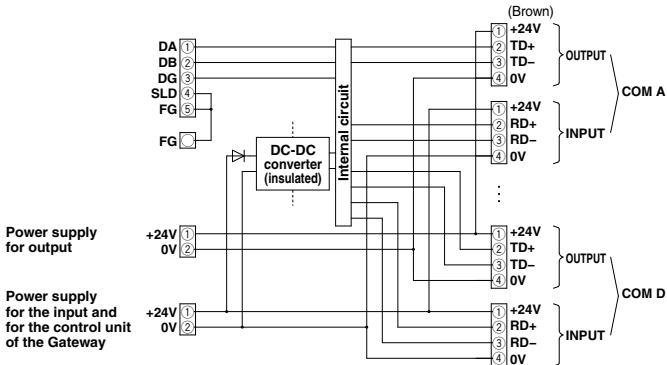 (Brown)
DA ①
DB ②
DG ③
SLD ④
FG ⑤
FG
Internal circuit
DC-DC
converter
(insulated)
① +24V
② TD+
③ TD–
④ 0V
OUTPUT
① +24V
② RD+
③ RD–
④ 0V
INPUT
COM A
Power supply
for output
+24V ①
0V ②
Power supply
for the input and
for the control unit
of the Gateway
+24V ①
0V ②
① +24V
② TD+
③ TD–
④ 0V
OUTPUT
① +24V
② RD+
③ RD–
④ 0V
INPUT
COM D